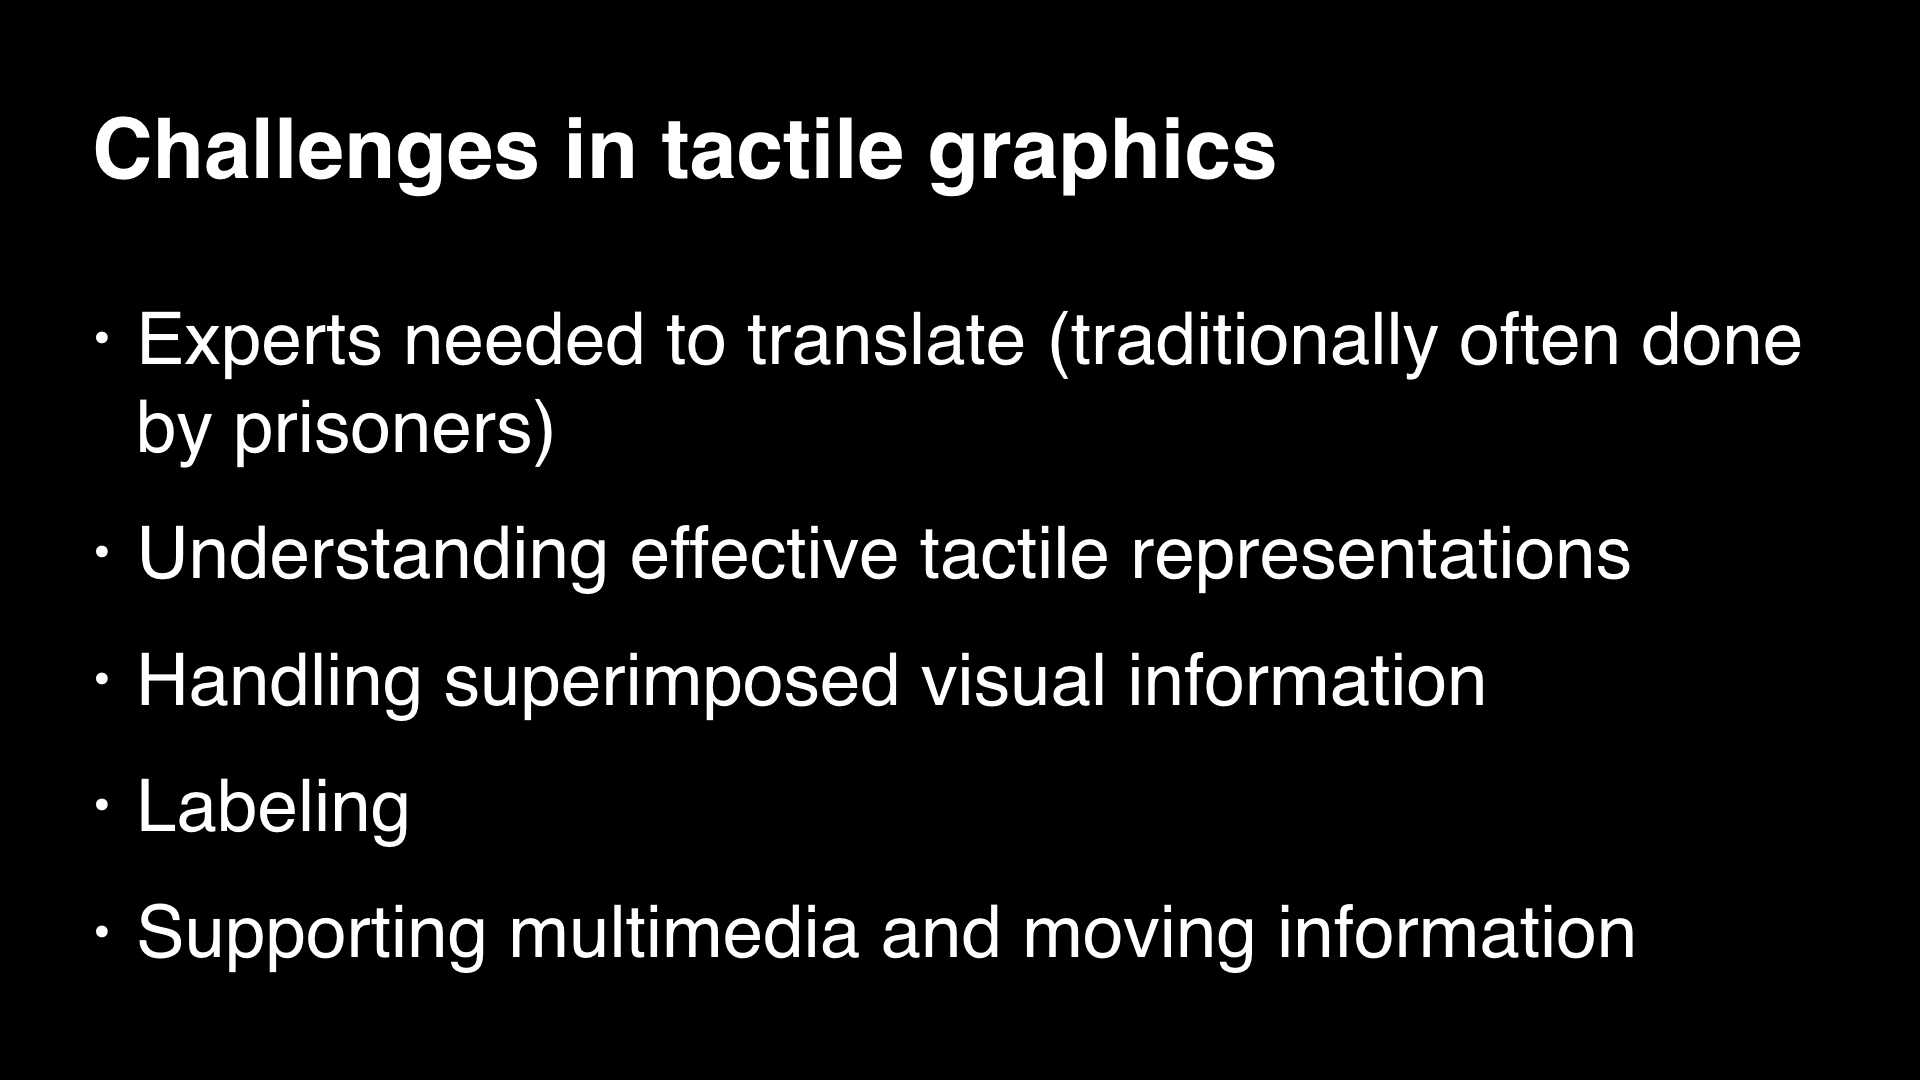 Challenges in tactile graphics
• Experts needed to translate (traditionally often done
by prisoners)
• Understanding effective tactile representations
• Handling superimposed visual information
• Labeling
• Supporting multimedia and moving information